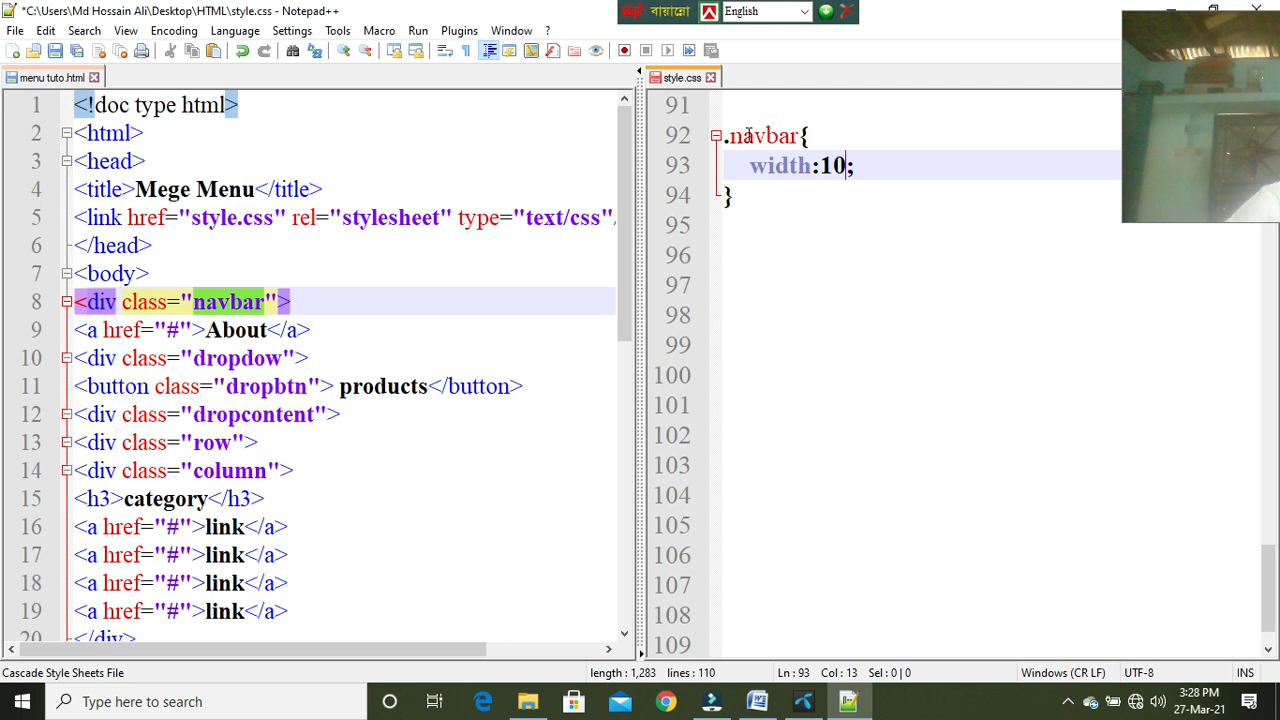 *C:\Users\Md Hossain Ali\Desktop\HTML\style.css - Notepad++
বায়ান্নো
English
File Edit Search View Encoding Language Settings Tools Macro Run Plugins Window ?
menu tuto.html
style.css
1 <!doc type html>
2 <html>
3 <head>
4 <title>Mege Menu</title>
5 <link href="style.css" rel="stylesheet" type="text/css"
6 </head>
7 <body>
8 <div class="navbar">
9 <a href="#">About</a>
10 <div class="dropdow">
11 <button class="dropbtn"> products</button>
12 <div class="dropcontent">
13 <div class="row">
14 <div class="column">
15 <h3>category</h3>
16 <a href="#">link</a>
17 <a href="#">link</a>
18 <a href="#">link</a>
19 <a href="#">link</a>
20 </div>
91
92 .navbar{
93 width:10;
94 }
95
96
97
98
99
100
101
102
103
104
105
106
107
108
109
Cascade Style Sheets File
length : 1,283 lines : 110
Ln : 93 Col : 13 Sel : 0 | 0
Windows (CR LF)
UTF-8
INS
Type here to search
3:28 PM
27-Mar-21